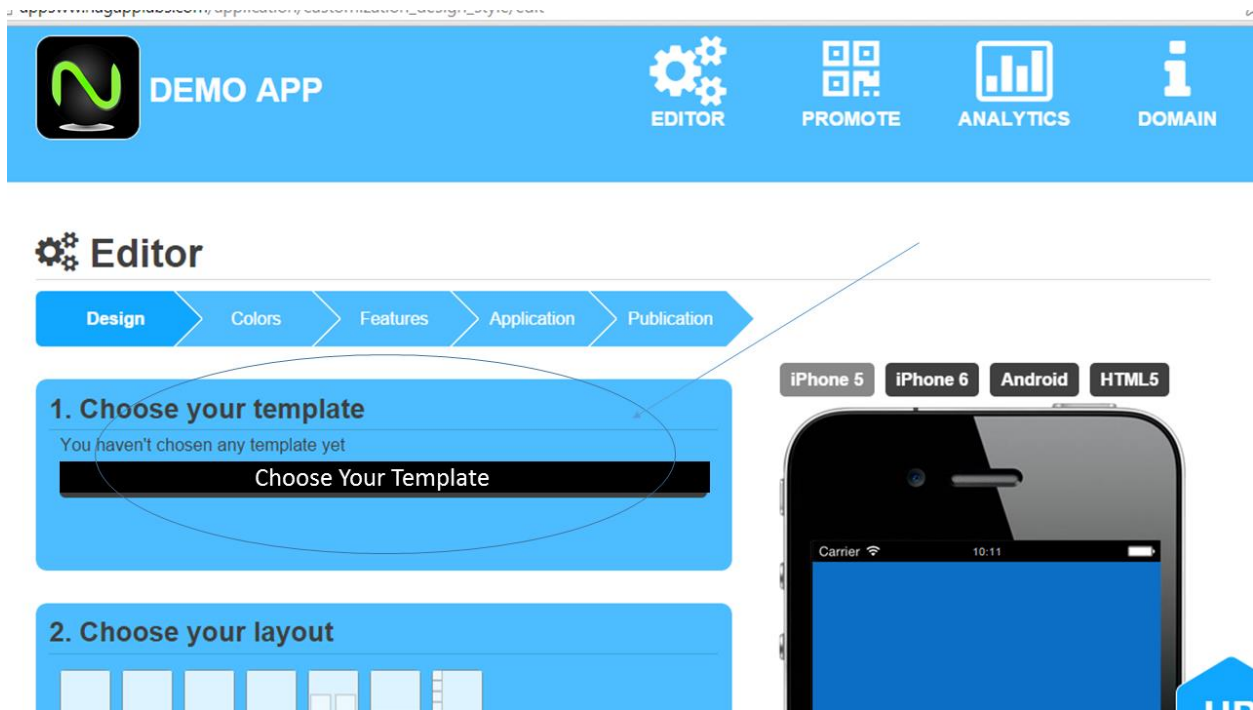 DEMO APP
EDITOR
PROMOTE
ANALYTICS
DOMAIN
Editor
Design
Colors
Features
Application
Publication
1. Choose your template
You haven't chosen any template yet
Choose Your Template
2. Choose your layout
iPhone 5
iPhone 6
Android
HTML5
Carrier
10:11